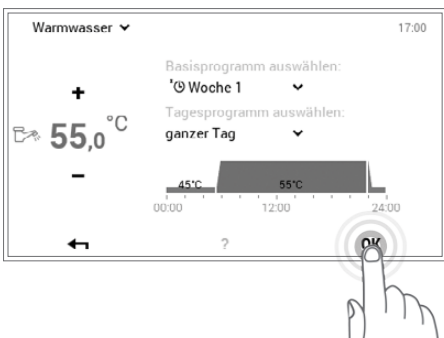 Warmwasser
17:00
Basisprogramm auswählen:
Woche 1
Tagesprogramm auswählen:
ganzer Tag
+
55,0 °C
−
45°C
55°C
00:00
12:00
24:00
?
OK